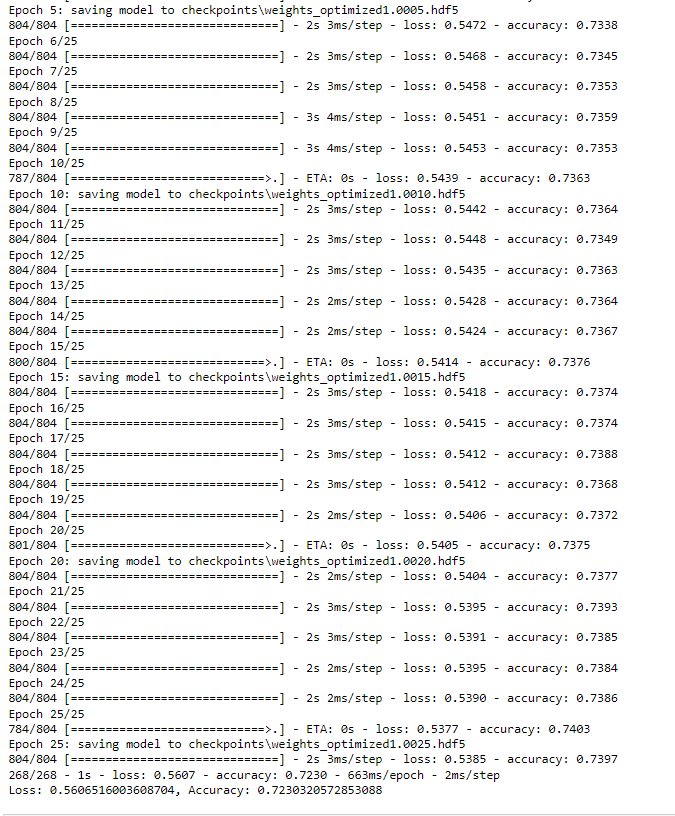 Epoch 5: saving model to checkpoints\weights_optimized1.0005.hdf5
804/804 [==============================] - 2s 3ms/step - loss: 0.5472 - accuracy: 0.7338
Epoch 6/25
804/804 [==============================] - 2s 3ms/step - loss: 0.5468 - accuracy: 0.7345
Epoch 7/25
804/804 [==============================] - 2s 3ms/step - loss: 0.5458 - accuracy: 0.7353
Epoch 8/25
804/804 [==============================] - 3s 4ms/step - loss: 0.5451 - accuracy: 0.7359
Epoch 9/25
804/804 [==============================] - 3s 4ms/step - loss: 0.5453 - accuracy: 0.7353
Epoch 10/25
787/804 [============================>.] - ETA: 0s - loss: 0.5439 - accuracy: 0.7363
Epoch 10: saving model to checkpoints\weights_optimized1.0010.hdf5
804/804 [==============================] - 2s 3ms/step - loss: 0.5442 - accuracy: 0.7364
Epoch 11/25
804/804 [==============================] - 2s 3ms/step - loss: 0.5448 - accuracy: 0.7349
Epoch 12/25
804/804 [==============================] - 2s 3ms/step - loss: 0.5435 - accuracy: 0.7363
Epoch 13/25
804/804 [==============================] - 2s 2ms/step - loss: 0.5428 - accuracy: 0.7364
Epoch 14/25
804/804 [==============================] - 2s 2ms/step - loss: 0.5424 - accuracy: 0.7367
Epoch 15/25
800/804 [============================>.] - ETA: 0s - loss: 0.5414 - accuracy: 0.7376
Epoch 15: saving model to checkpoints\weights_optimized1.0015.hdf5
804/804 [==============================] - 2s 3ms/step - loss: 0.5418 - accuracy: 0.7374
Epoch 16/25
804/804 [==============================] - 2s 3ms/step - loss: 0.5415 - accuracy: 0.7374
Epoch 17/25
804/804 [==============================] - 2s 3ms/step - loss: 0.5412 - accuracy: 0.7388
Epoch 18/25
804/804 [==============================] - 2s 3ms/step - loss: 0.5412 - accuracy: 0.7368
Epoch 19/25
804/804 [==============================] - 2s 2ms/step - loss: 0.5406 - accuracy: 0.7372
Epoch 20/25
801/804 [============================>.] - ETA: 0s - loss: 0.5405 - accuracy: 0.7375
Epoch 20: saving model to checkpoints\weights_optimized1.0020.hdf5
804/804 [==============================] - 2s 2ms/step - loss: 0.5404 - accuracy: 0.7377
Epoch 21/25
804/804 [==============================] - 2s 3ms/step - loss: 0.5395 - accuracy: 0.7393
Epoch 22/25
804/804 [==============================] - 2s 3ms/step - loss: 0.5391 - accuracy: 0.7385
Epoch 23/25
804/804 [==============================] - 2s 2ms/step - loss: 0.5395 - accuracy: 0.7384
Epoch 24/25
804/804 [==============================] - 2s 2ms/step - loss: 0.5390 - accuracy: 0.7386
Epoch 25/25
784/804 [============================>.] - ETA: 0s - loss: 0.5377 - accuracy: 0.7403
Epoch 25: saving model to checkpoints\weights_optimized1.0025.hdf5
804/804 [==============================] - 2s 3ms/step - loss: 0.5385 - accuracy: 0.7397
268/268 - 1s - loss: 0.5607 - accuracy: 0.7230 - 663ms/epoch - 2ms/step
Loss: 0.5606516003608704, Accuracy: 0.7230320572853088